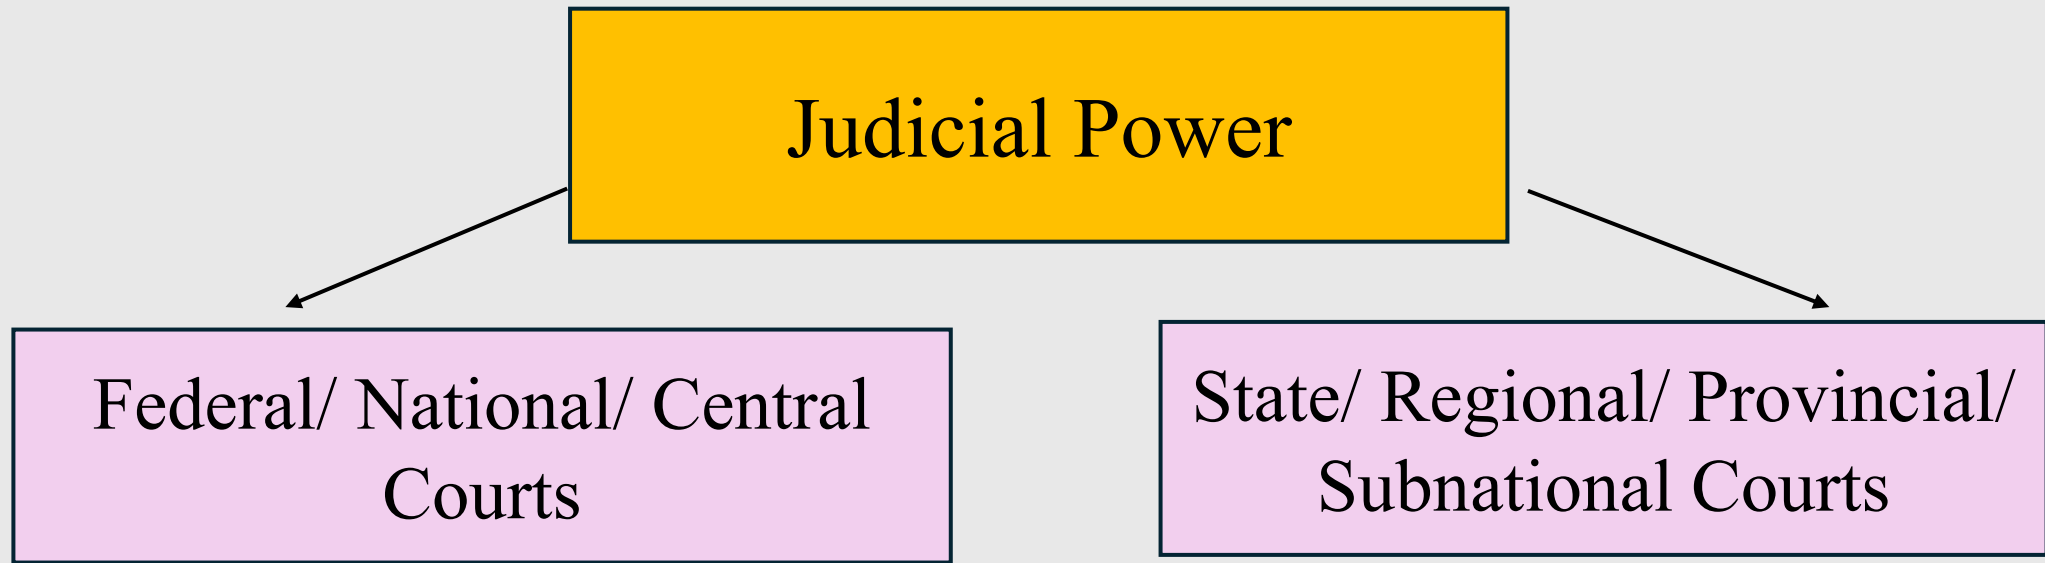 Judicial Power
Federal/ National/ Central
Courts
State/ Regional/ Provincial/
Subnational Courts